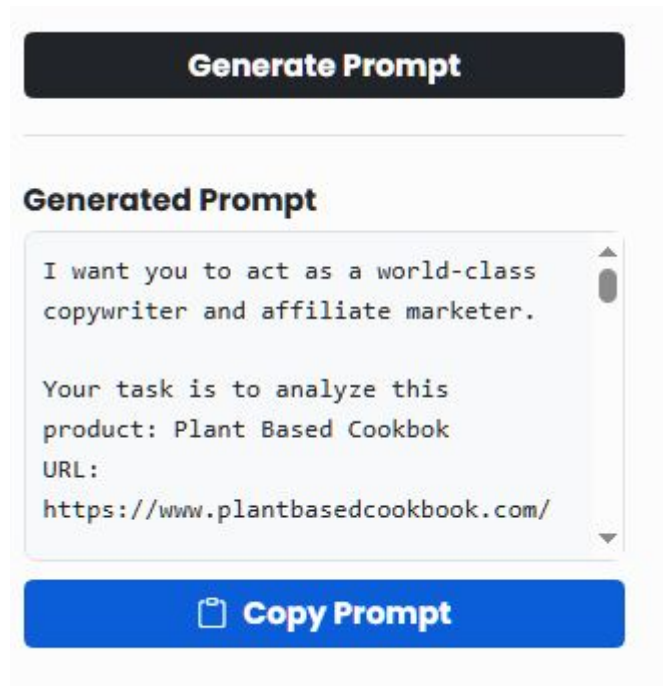 Generate Prompt
Generated Prompt
I want you to act as a world-class
copywriter and affiliate marketer.
Your task is to analyze this
product: Plant Based Cookbok
URL:
https://www.plantbasedcookbook.com/
Copy Prompt